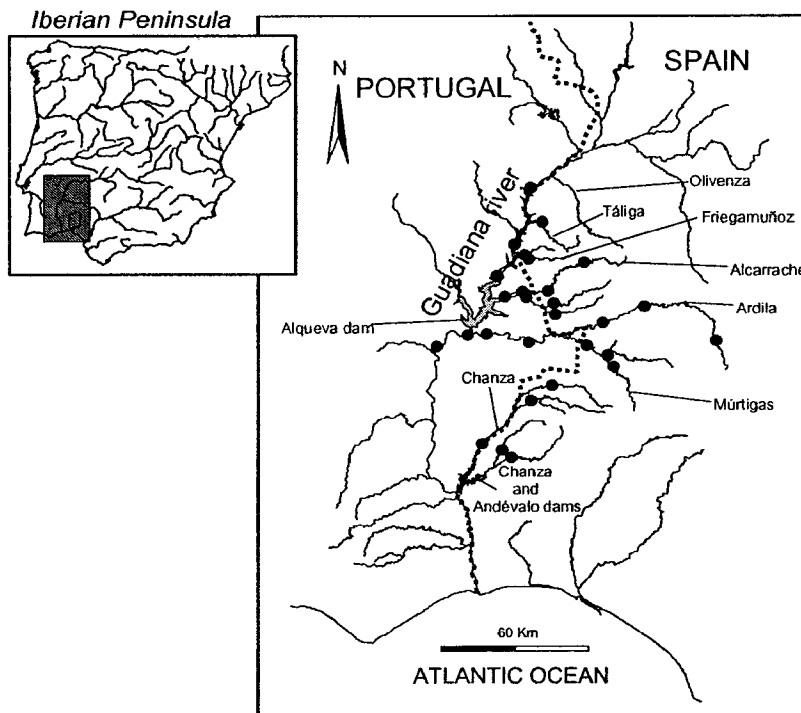 Iberian Peninsula
N
PORTUGAL
SPAIN
Guadiana river
Olivenza
Táliga
Friegamuñoz
Alcarrache
Ardila
Alqueva dam
Chanza
Múrtigas
Chanza
and
Andévalo dams
60 Km
ATLANTIC OCEAN